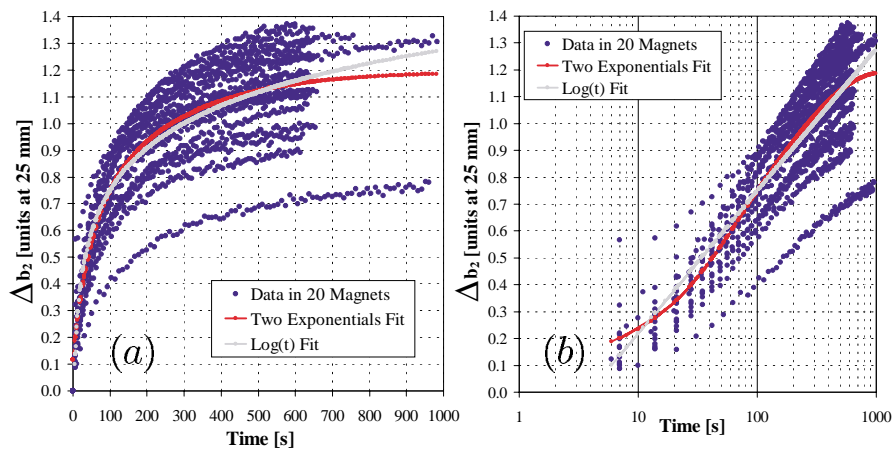 1.4
1.3
1.2
1.1
1.0
0.9
0.8
0.7
0.6
0.5
0.4
0.3
0.2
0.1
0.0
Δ b₂ [units at 25 mm]
Data in 20 Magnets
Two Exponentials Fit
Log(t) Fit
(a)
0 100 200 300 400 500 600 700 800 900 1000
Time [s]
1.4
1.3
1.2
1.1
1.0
0.9
0.8
0.7
0.6
0.5
0.4
0.3
0.2
0.1
0.0
Δ b₂ [units at 25 mm]
Data in 20 Magnets
Two Exponentials Fit
Log(t) Fit
(b)
1 10 100 1000
Time [s]